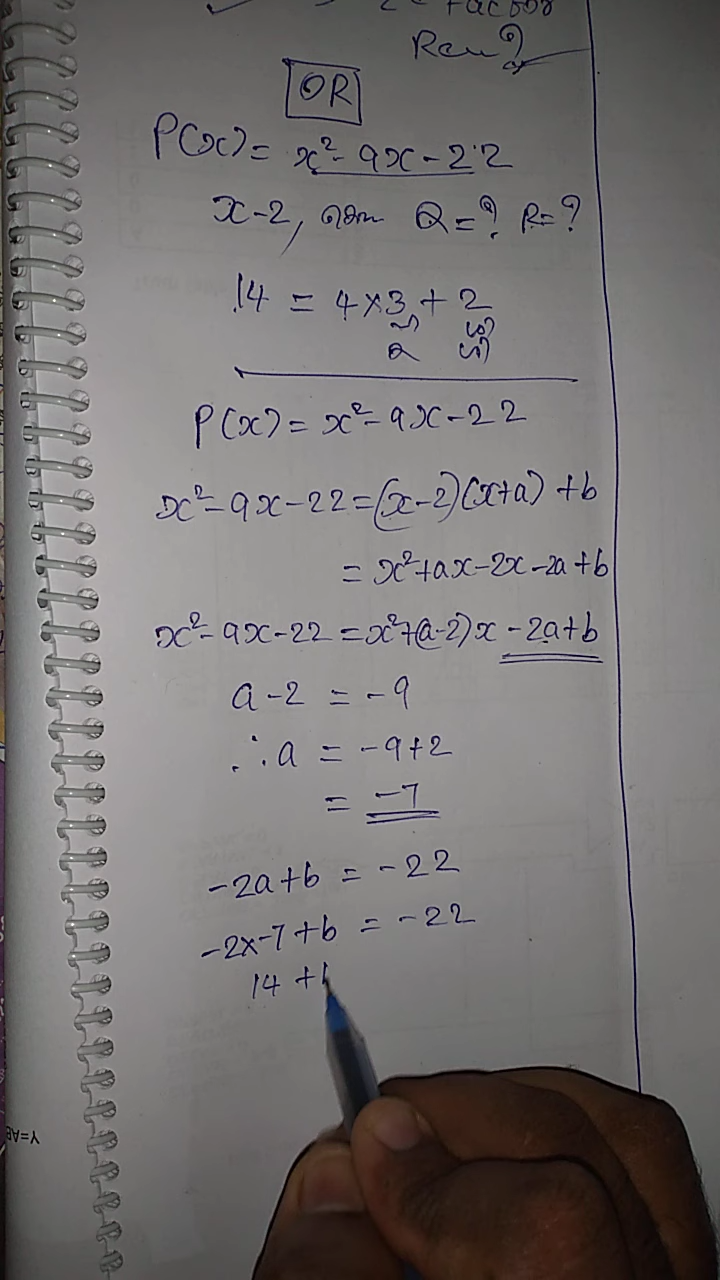 Factor
Rem?
OR
P(x) = x² - 9x - 22
x-2, Q = ? R = ?
14 = 4 × 3 + 2
Q
P(x) = x² - 9x - 22
x² - 9x - 22 = (x-2)(x+a) + b
= x² + ax - 2x - 2a + b
x² - 9x - 22 = x² + (a-2)x - 2a + b
a - 2 = -9
∴ a = -9 + 2
= -7
-2a + b = -22
-2 × -7 + b = -22
14 +